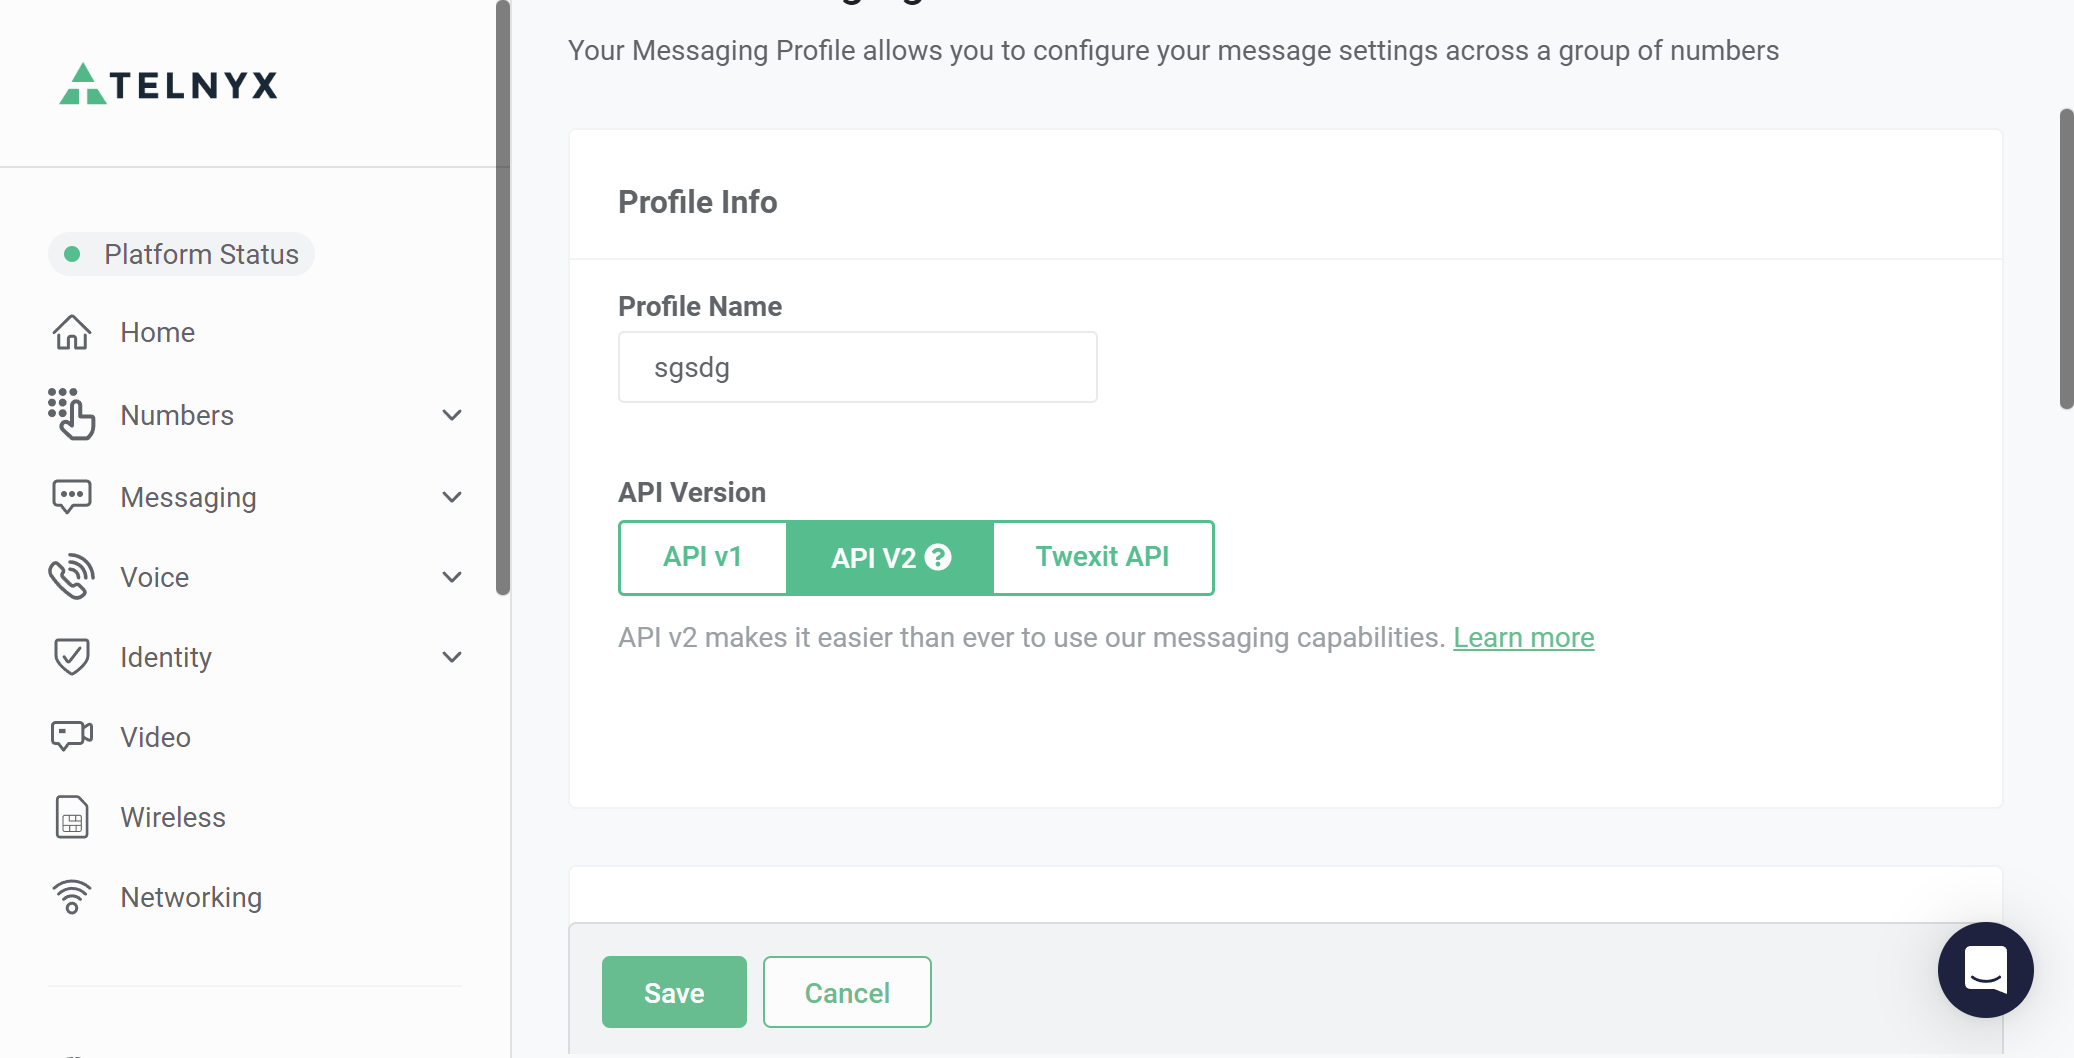 TELNYX
Platform Status
Home
Numbers
Messaging
Voice
Identity
Video
Wireless
Networking
Your Messaging Profile allows you to configure your message settings across a group of numbers
Profile Info
Profile Name
sgsdg
API Version
API v1 API V2 ? Twexit API
API v2 makes it easier than ever to use our messaging capabilities. Learn more
Save Cancel